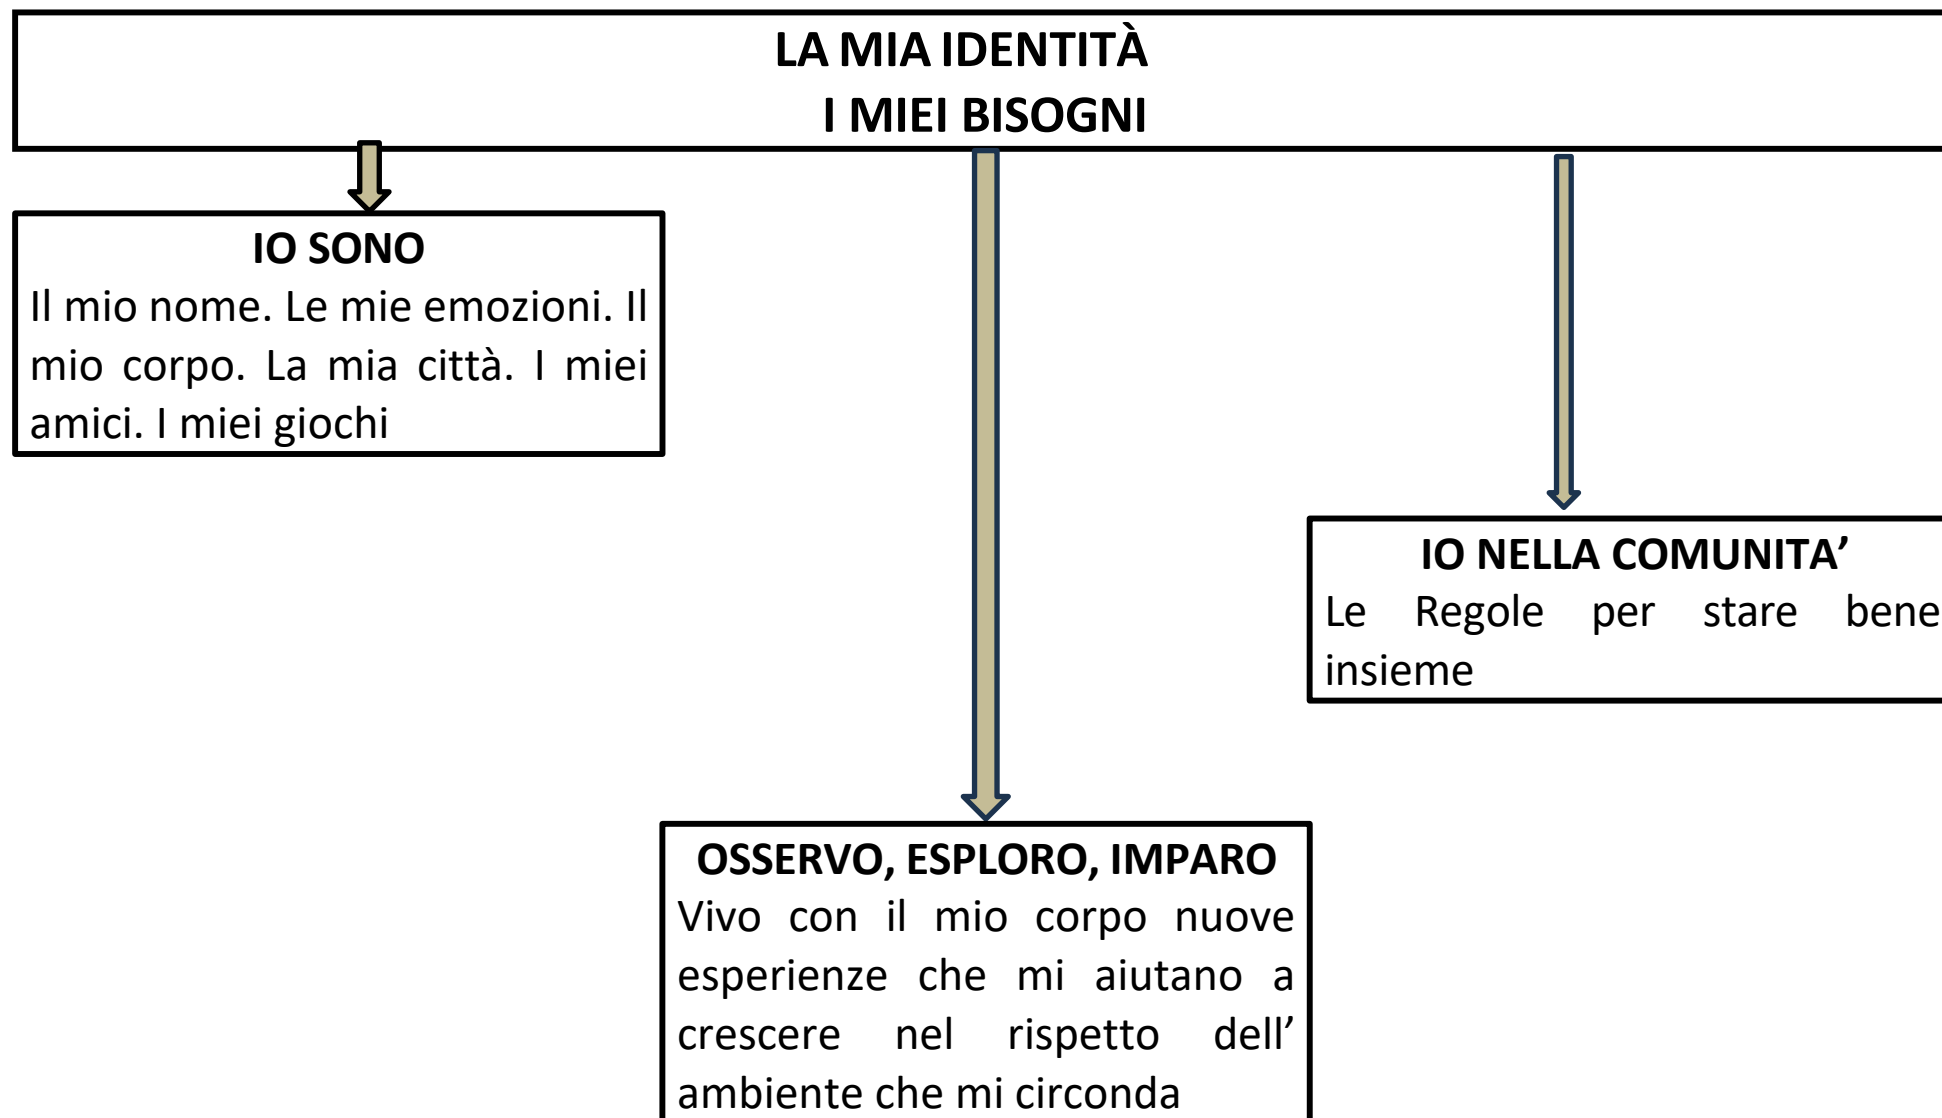 LA MIA IDENTITÀ
I MIEI BISOGNI
IO SONO
Il mio nome. Le mie emozioni. Il
mio corpo. La mia città. I miei
amici. I miei giochi
IO NELLA COMUNITA’
Le Regole per stare bene
insieme
OSSERVO, ESPLORO, IMPARO
Vivo con il mio corpo nuove
esperienze che mi aiutano a
crescere nel rispetto dell’
ambiente che mi circonda